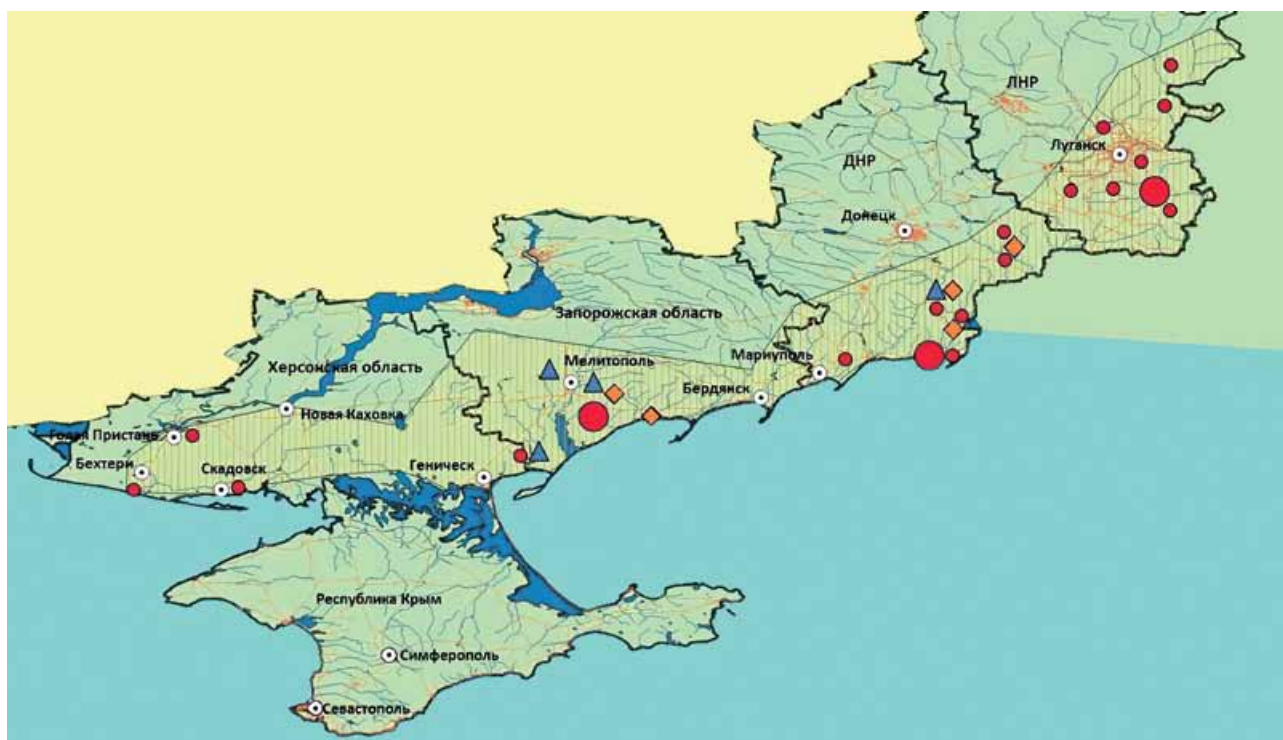 ЛНР
Луганск
ДНР
Донецк
Запорожская область
Мариуполь
Мелитополь
Херсонская область
Бердянск
Новая Каховка
Голая Пристань
Бехтери
Скадовск
Геническ
Республика Крым
Симферополь
Севастополь